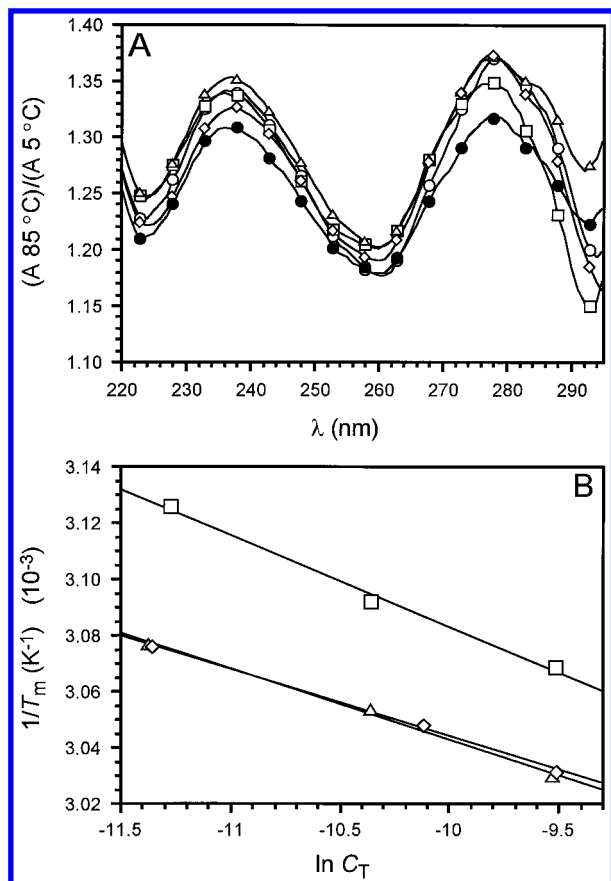 A
1.40
1.35
1.30
1.25
1.20
1.15
1.10
(A 85 °C)/(A 5 °C)
220 230 240 250 260 270 280 290
λ (nm)
B
3.14
3.12
3.10
3.08
3.06
3.04
3.02
1/Tm (K-1) (10-3)
-11.5 -11 -10.5 -10 -9.5
ln CT